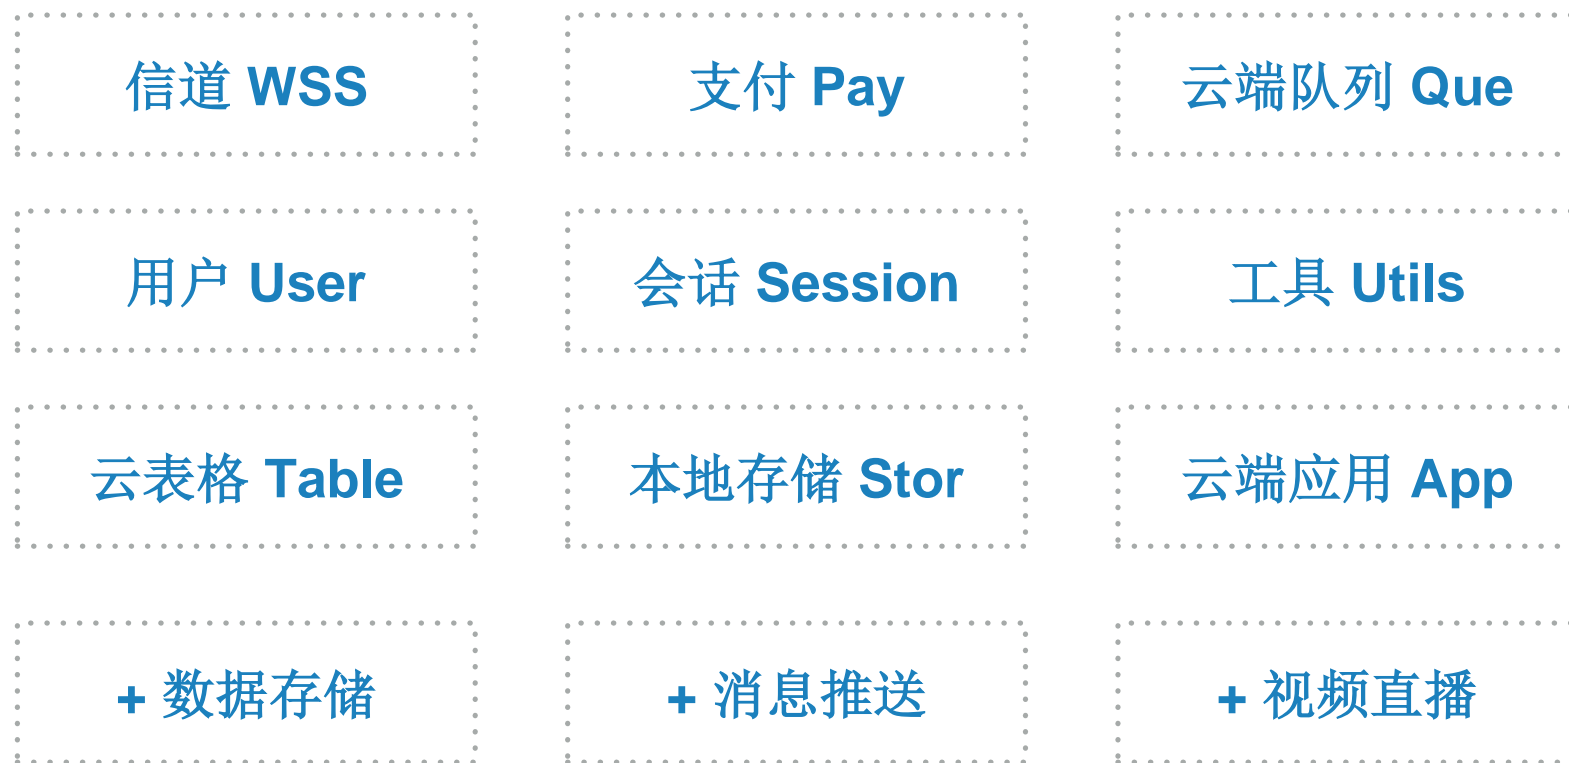 信道 WSS
支付 Pay
云端队列 Que
用户 User
会话 Session
工具 Utils
云表格 Table
本地存储 Stor
云端应用 App
+ 数据存储
+ 消息推送
+ 视频直播